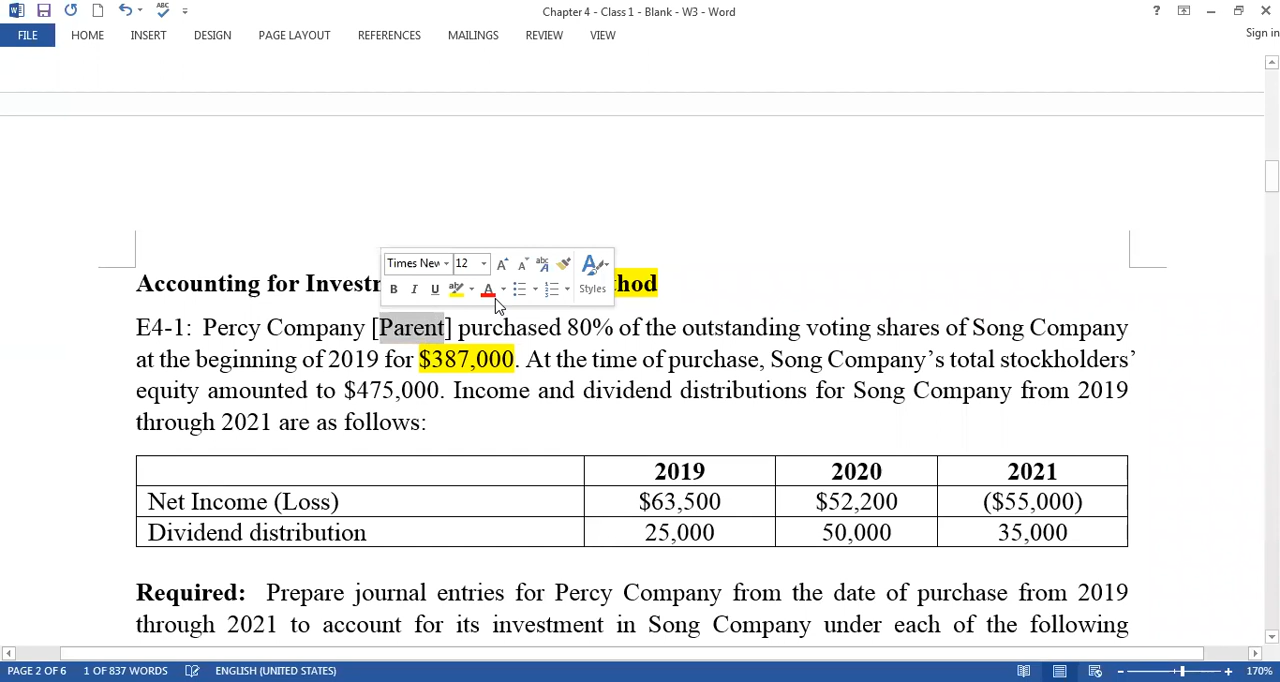 Chapter 4 - Class 1 - Blank - W3 - Word
?
Sign in
FILE HOME INSERT DESIGN PAGE LAYOUT REFERENCES MAILINGS REVIEW VIEW
Times New 12
B I U Styles
Accounting for Investm hod
E4-1: Percy Company [Parent] purchased 80% of the outstanding voting shares of Song Company
at the beginning of 2019 for $387,000. At the time of purchase, Song Company’s total stockholders’
equity amounted to $475,000. Income and dividend distributions for Song Company from 2019
through 2021 are as follows:
2019 2020 2021
Net Income (Loss) $63,500 $52,200 ($55,000)
Dividend distribution 25,000 50,000 35,000
Required: Prepare journal entries for Percy Company from the date of purchase from 2019
through 2021 to account for its investment in Song Company under each of the following
PAGE 2 OF 6 1 OF 837 WORDS ENGLISH (UNITED STATES) 170%